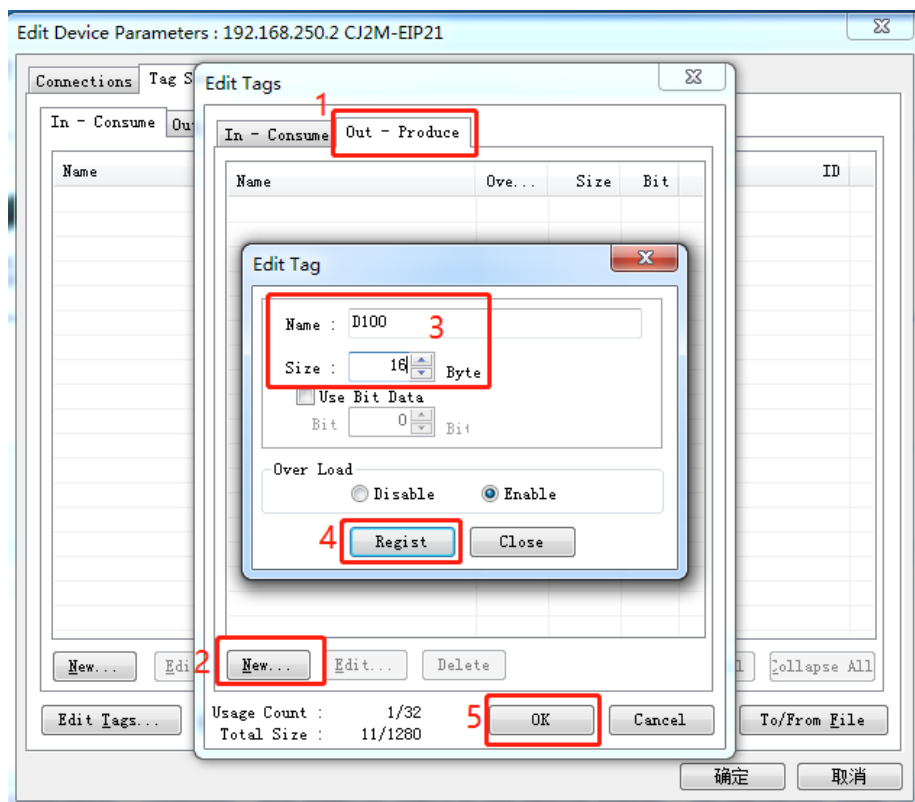 Edit Device Parameters : 192.168.250.2 CJ2M-EIP21
Connections Tag S
Edit Tags
1
In - Consume Ou
In - Consume Out - Produce
Name ID
Name Ove... Size Bit
Edit Tag
Name : D100 3
Size : 16 Byte
Use Bit Data
Bit 0 Bit
Over Load
Disable Enable
4 Regist Close
New... Edi 2 New... Edit... Delete l Collapse All
Edit Tags... Usage Count : 1/32 5 OK Cancel To/From File
Total Size : 11/1280
确定 取消